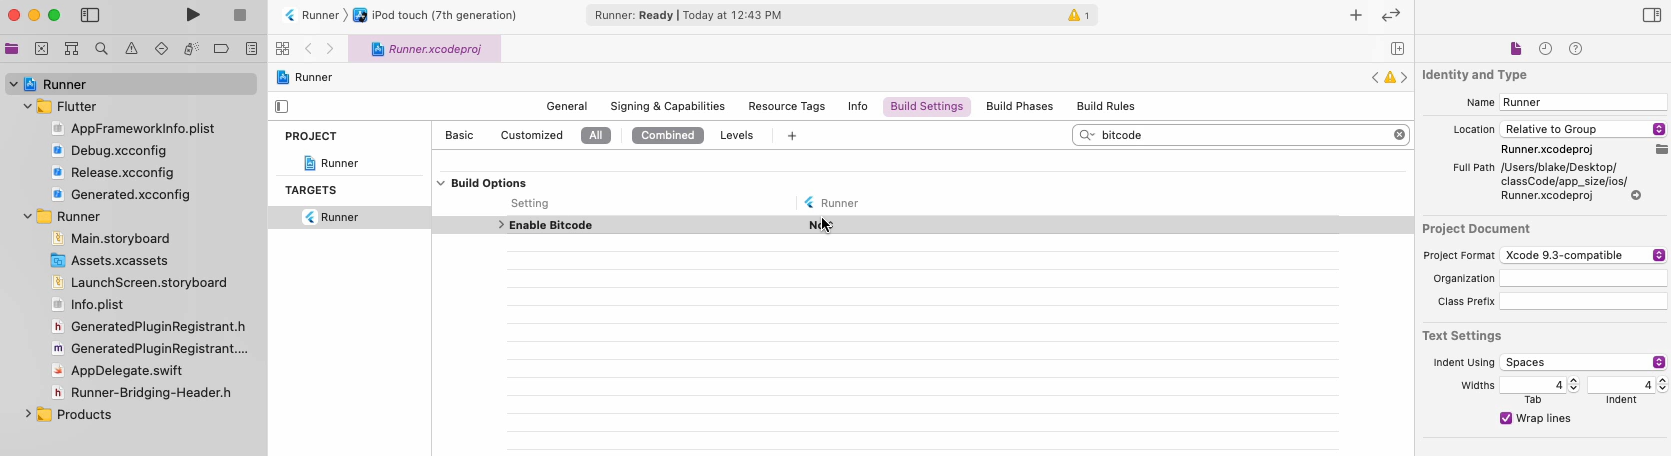 Runner
iPod touch (7th generation)
Runner: Ready | Today at 12:43 PM
1
Runner.xcodeproj
Runner
Flutter
AppFrameworkInfo.plist
Debug.xcconfig
Release.xcconfig
Generated.xcconfig
Runner
Main.storyboard
Assets.xcassets
LaunchScreen.storyboard
Info.plist
GeneratedPluginRegistrant.h
GeneratedPluginRegistrant....
AppDelegate.swift
Runner-Bridging-Header.h
Products
Runner
General Signing & Capabilities Resource Tags Info Build Settings Build Phases Build Rules
PROJECT
Runner
TARGETS
Runner
Basic Customized All Combined Levels + bitcode
Build Options
Setting Runner
Enable Bitcode
Identity and Type
Name Runner
Location Relative to Group
Runner.xcodeproj
Full Path /Users/blake/Desktop/
classCode/app_size/ios/
Runner.xcodeproj
Project Document
Project Format Xcode 9.3-compatible
Organization
Class Prefix
Text Settings
Indent Using Spaces
Widths 4 4
Tab Indent
Wrap lines